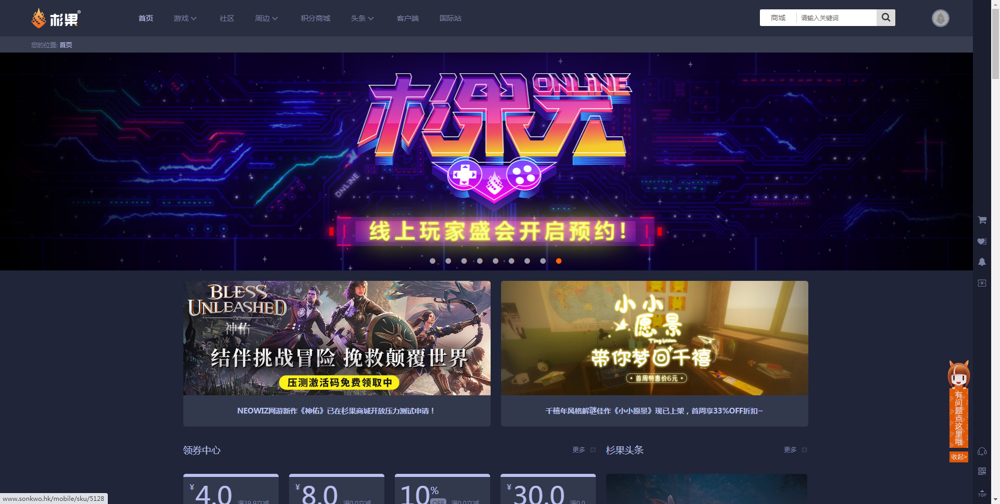 杉果®
首页
游戏
社区
周边
积分商城
头条
客户端
国际站
商城
请输入关键词
您的位置: 首页
杉果元
ONLINE
ONLINE
线上玩家盛会开启预约!
BLESS
UNLEASHED
神佑
结伴挑战冒险 挽救颠覆世界
压测激活码免费领取中
小小
愿景
Tiny Vision
带你梦回千禧
首周特惠价6元
NEOWIZ网游新作《神佑》已在杉果商城开放压力测试申请！
千禧年风格解谜佳作《小小愿景》现已上架，首周享33%OFF折扣~
领券中心
更多
杉果头条
更多
¥4.0 满39.9立减
¥8.0 满0.0立减
10% OFF 满0.0立减
¥30.0 满0.0
有问题点这里哦
收起>
TOP
www.sonkwo.hk/mobile/sku/5128